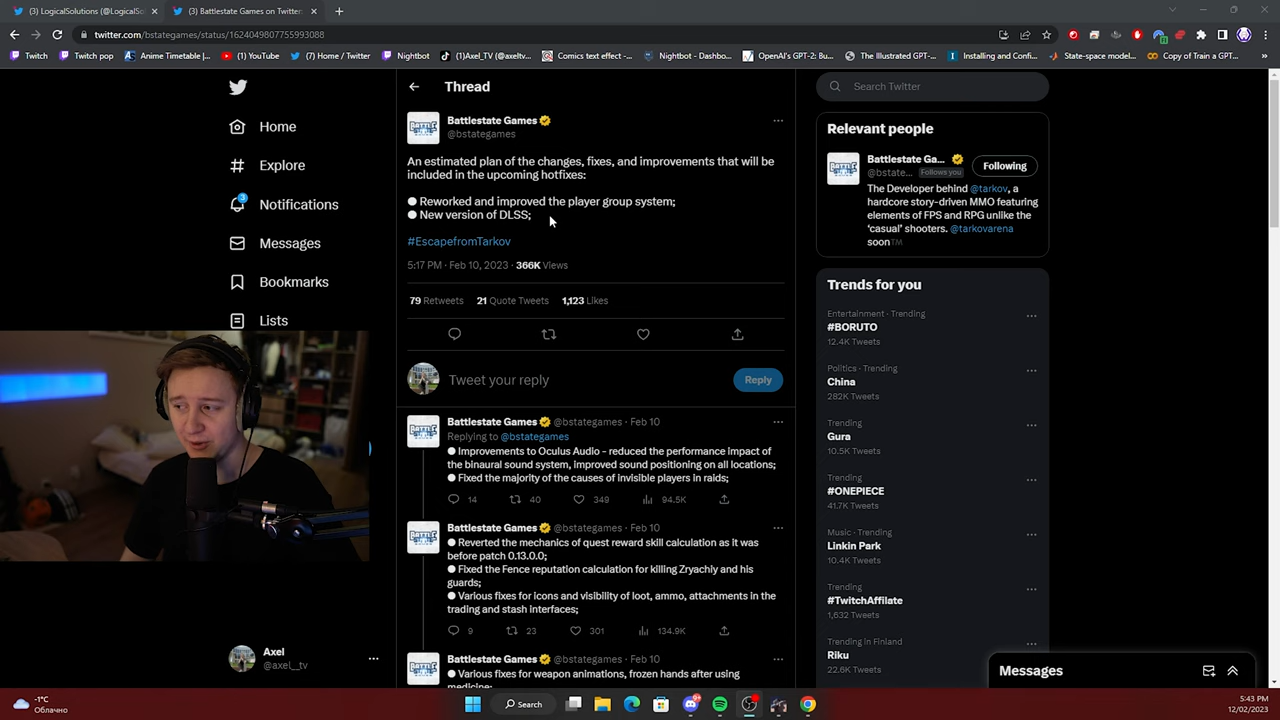 (3) LogicalSolutions (@LogicalSol
(3) Battlestate Games on Twitter:
twitter.com/bstategames/status/1624049807755993088
Twitch
Twitch pop
Anime Timetable |...
(1) YouTube
(1) Home / Twitter
Nightbot
(1) Axel_TV (@axeltv...
Comics text effect -...
Nightbot - Dashbo...
OpenAI's GPT-2: Bu...
The Illustrated GPT-...
Installing and Confi...
State-space model...
Copy of Train a GPT...
Home
Explore
3
Notifications
Messages
Bookmarks
Lists
Axel
@axel__tv
Thread
Battlestate Games
@bstategames
An estimated plan of the changes, fixes, and improvements that will be
included in the upcoming hotfixes:
● Reworked and improved the player group system;
● New version of DLSS;
#EscapefromTarkov
5:17 PM · Feb 10, 2023 · 366K Views
79 Retweets 21 Quote Tweets 1,123 Likes
Tweet your reply
Reply
Battlestate Games @bstategames · Feb 10
Replying to @bstategames
● Improvements to Oculus Audio - reduced the performance impact of
the binaural sound system, improved sound positioning on all locations;
● Fixed the majority of the causes of invisible players in raids;
14 40 349 94.5K
Battlestate Games @bstategames · Feb 10
● Reverted the mechanics of quest reward skill calculation as it was
before patch 0.13.0.0;
● Fixed the Fence reputation calculation for killing Zryachiy and his
guards;
● Various fixes for icons and visibility of loot, ammo, attachments in the
trading and stash interfaces;
9 23 301 134.9K
Battlestate Games @bstategames · Feb 10
● Various fixes for weapon animations, frozen hands after using
medicine;
Search Twitter
Relevant people
Battlestate Ga...
@bstate... Follows you
Following
The Developer behind @tarkov, a
hardcore story-driven MMO featuring
elements of FPS and RPG unlike the
'casual' shooters. @tarkovarena
soon™
Trends for you
Entertainment · Trending
#BORUTO
12.4K Tweets
Politics · Trending
China
282K Tweets
Trending
Gura
10.5K Tweets
Trending
#ONEPIECE
41.7K Tweets
Music · Trending
Linkin Park
10.4K Tweets
Trending
#TwitchAffilate
1,632 Tweets
Trending in Finland
Riku
22.6K Tweets
Messages
-1°C
Облачно
Search
5:43 PM
12/02/2023